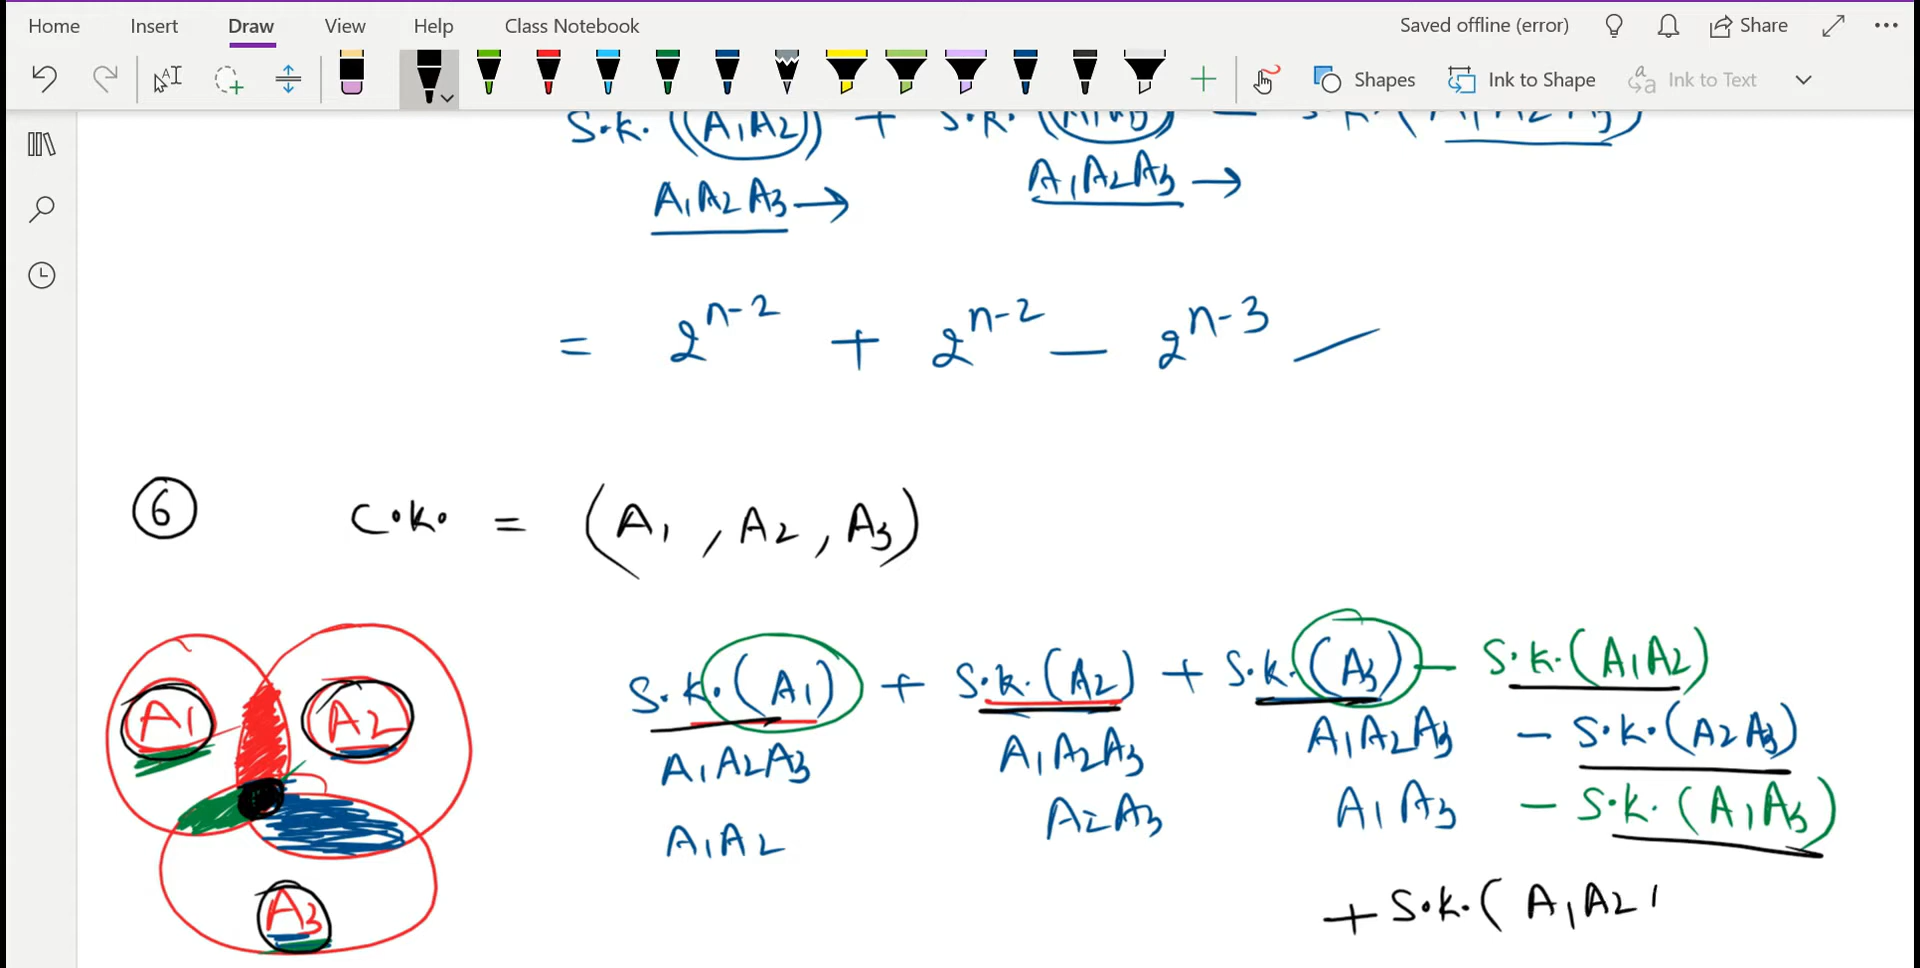 Home Insert Draw View Help Class Notebook Saved offline (error) Share
Shapes Ink to Shape Ink to Text
S.K. ((A1A2)) + S.K. ( ) — S.K. ( )
A1A2A3 → A1A2A3 →
= 2^n-2 + 2^n-2 — 2^n-3
6 C.K. = (A1, A2, A3)
S.K. (A1) + S.K. (A2) + S.K. (A3) — S.K. (A1A2)
A1A2A3 A1A2A3 A1A2A3 — S.K. (A2A3)
A1A2 A2A3 A1A3 — S.K. (A1A3)
+ S.K. ( A1A2
A1 A2
A3